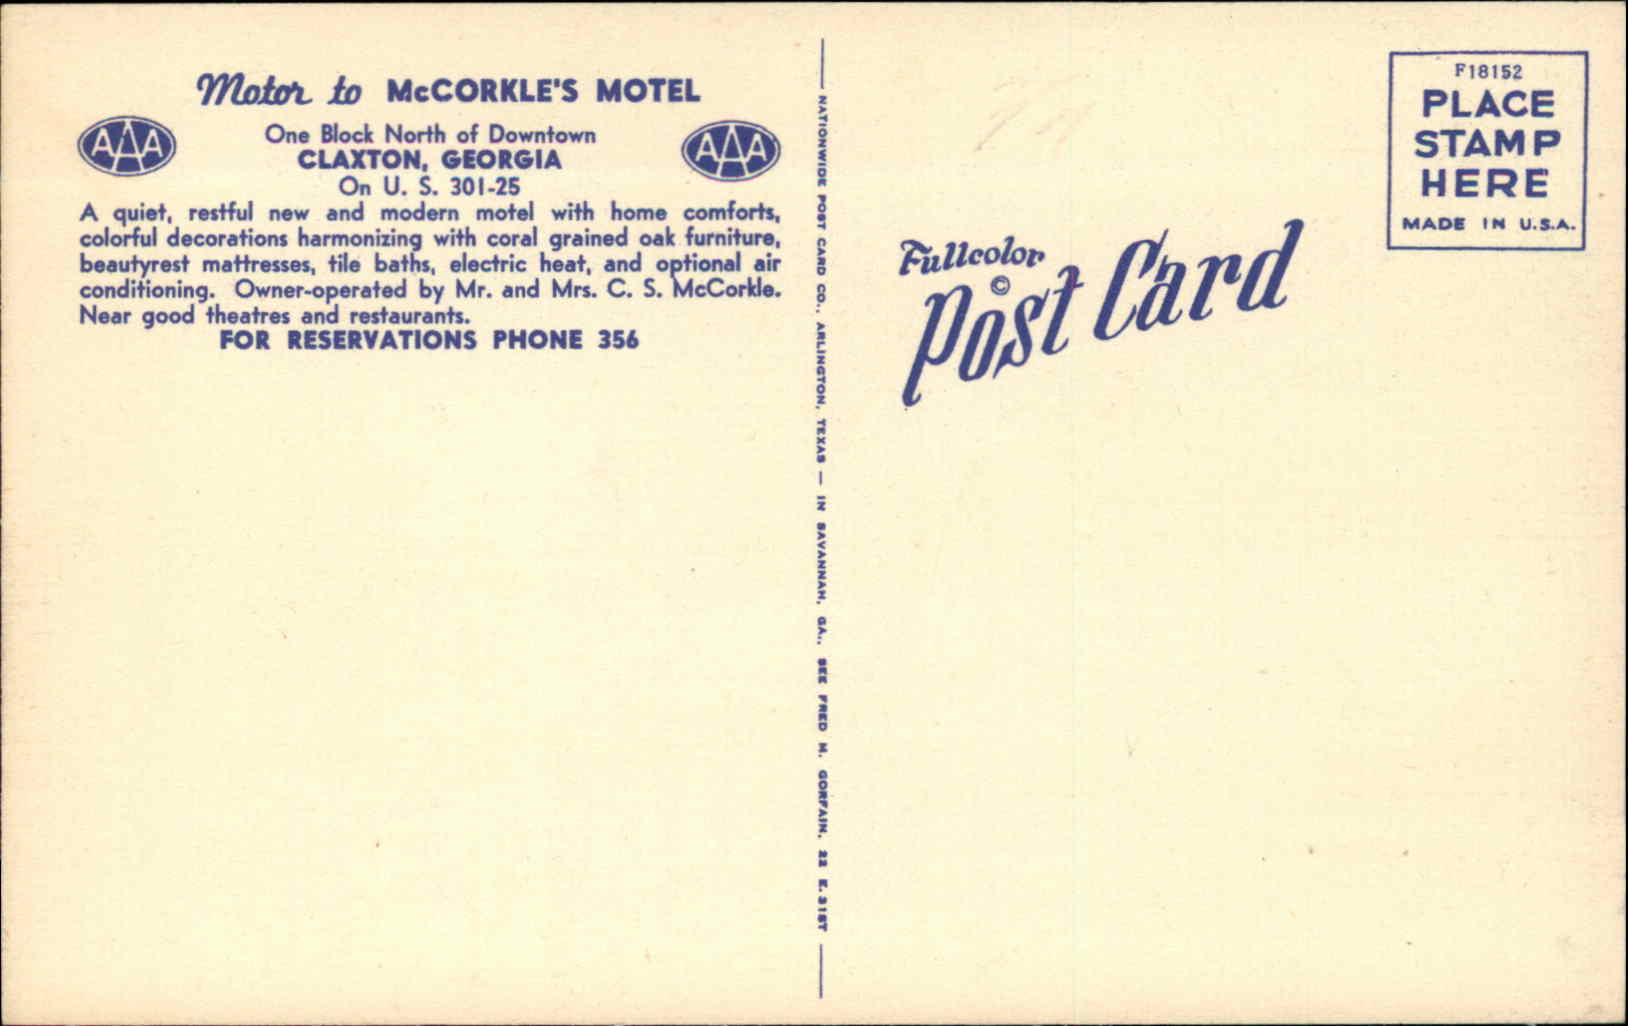 Motor to McCORKLE'S MOTEL
AAA
One Block North of Downtown
AAA
CLAXTON, GEORGIA
On U. S. 301-25
A quiet, restful new and modern motel with home comforts,
colorful decorations harmonizing with coral grained oak furniture,
beautyrest mattresses, tile baths, electric heat, and optional air
conditioning. Owner-operated by Mr. and Mrs. C. S. McCorkle.
Near good theatres and restaurants.
FOR RESERVATIONS PHONE 356
NATIONWIDE POST CARD CO., ARLINGTON, TEXAS — IN SAVANNAH, GA., SEE FRED M. GORFAIN, 22 E. 31ST
Fullcolor
©
Post Card
F18152
PLACE
STAMP
HERE
MADE IN U.S.A.